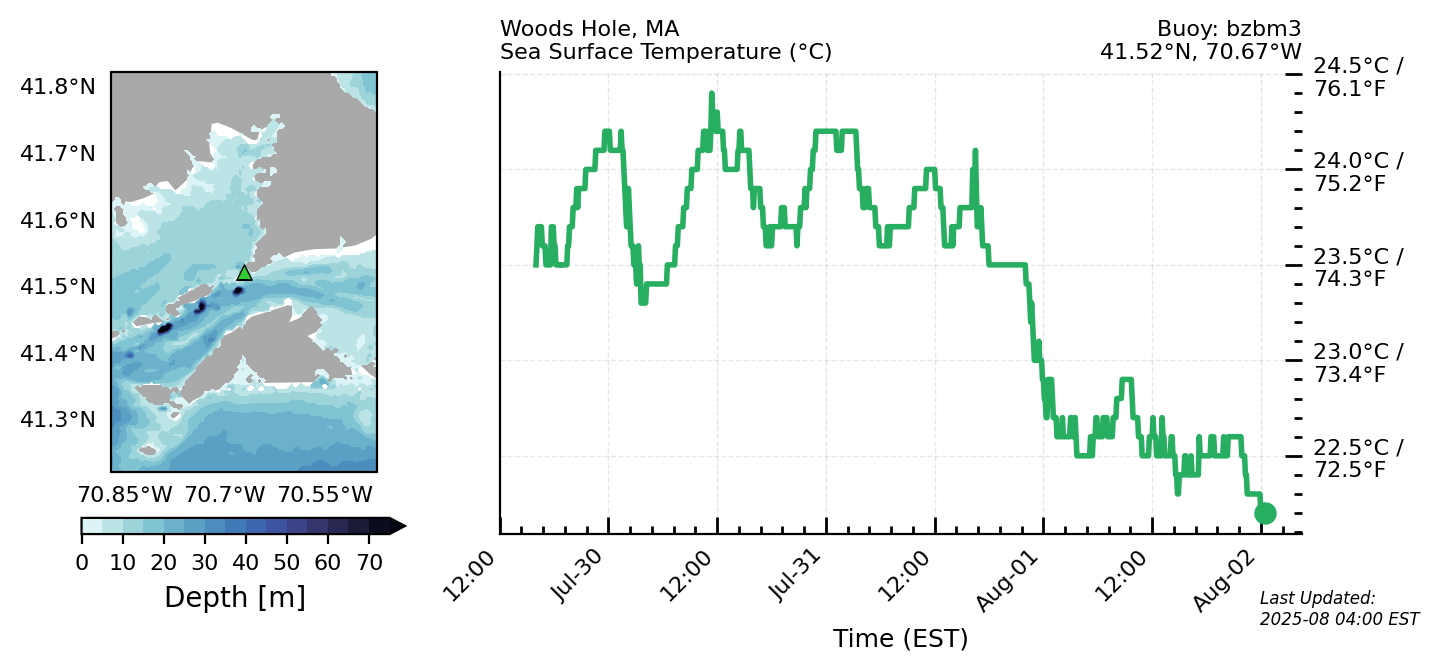 Woods Hole, MA
Sea Surface Temperature (°C)
Buoy: bzbm3
41.52°N, 70.67°W
41.8°N
41.7°N
41.6°N
41.5°N
41.4°N
41.3°N
70.85°W 70.7°W 70.55°W
0 10 20 30 40 50 60 70
Depth [m]
24.5°C /
76.1°F
24.0°C /
75.2°F
23.5°C /
74.3°F
23.0°C /
73.4°F
22.5°C /
72.5°F
12:00 Jul-30 12:00 Jul-31 12:00 Aug-01 12:00 Aug-02
Time (EST)
Last Updated:
2025-08 04:00 EST